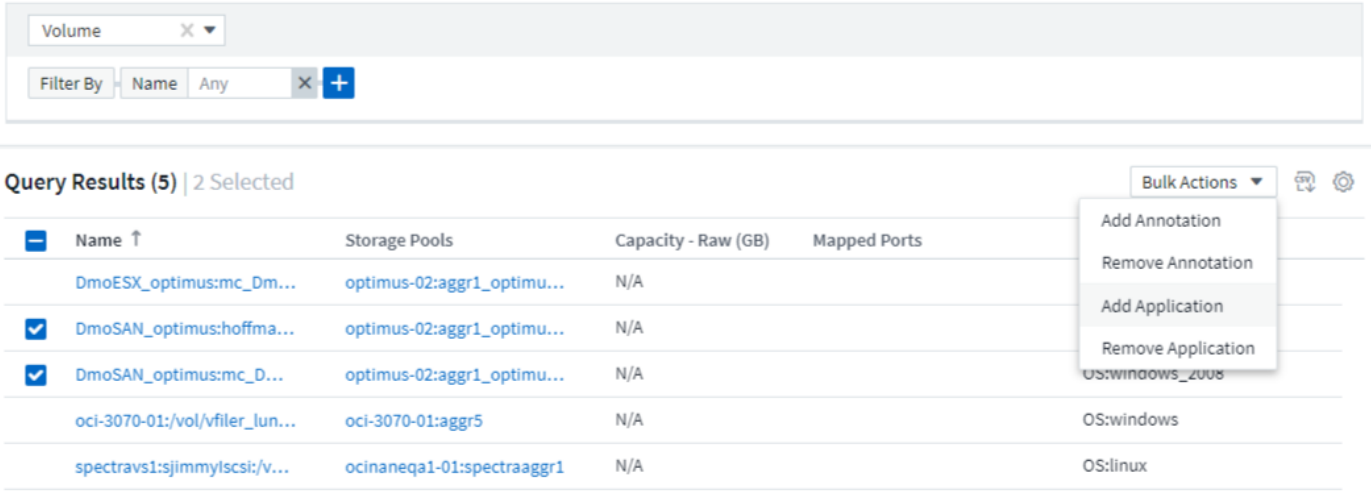 Volume
Filter By Name Any
Query Results (5) | 2 Selected Bulk Actions CSV
Add Annotation
Name ↑ Storage Pools Capacity - Raw (GB) Mapped Ports
Remove Annotation
DmoESX_optimus:mc_Dm... optimus-02:aggr1_optimu... N/A
Add Application
DmoSAN_optimus:hoffma... optimus-02:aggr1_optimu... N/A
Remove Application
DmoSAN_optimus:mc_D... optimus-02:aggr1_optimu... N/A OS:windows_2008
oci-3070-01:/vol/vfiler_lun... oci-3070-01:aggr5 N/A OS:windows
spectravs1:sjimmyIscsi:/v... ocinaneqa1-01:spectraaggr1 N/A OS:linux